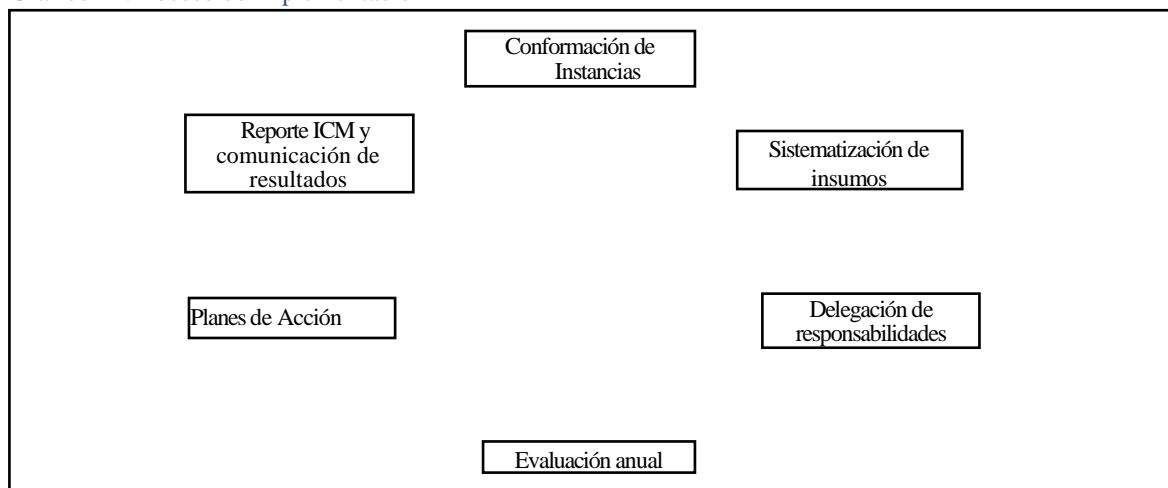 Conformación de
Instancias
Reporte ICM y
comunicación de
resultados
Sistematización de
insumos
Planes de Acción
Delegación de
responsabilidades
Evaluación anual